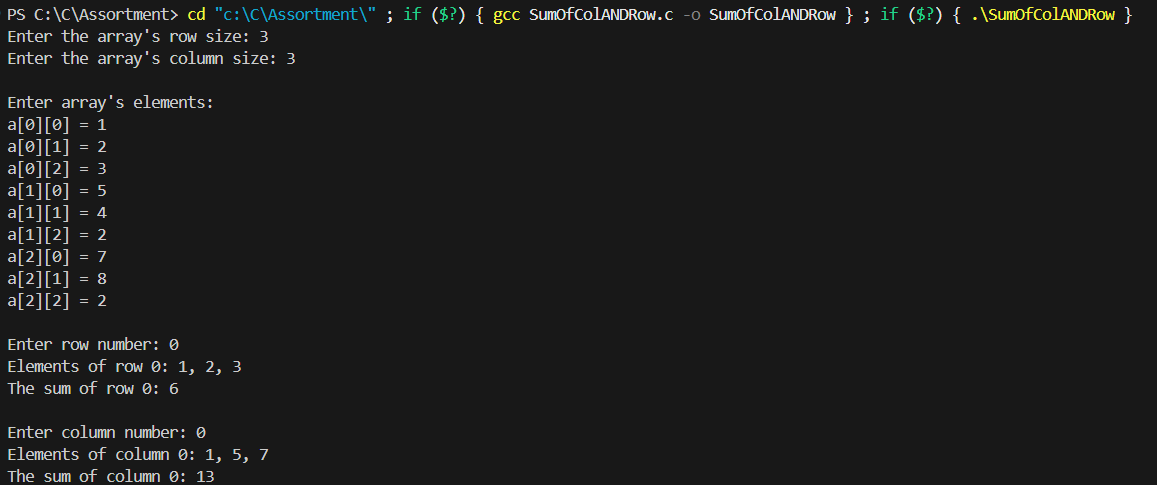 PS C:\C\Assortment> cd "c:\C\Assortment\" ; if ($?) { gcc SumOfColANDRow.c -o SumOfColANDRow } ; if ($?) { .\SumOfColANDRow }
Enter the array's row size: 3
Enter the array's column size: 3
Enter array's elements:
a[0][0] = 1
a[0][1] = 2
a[0][2] = 3
a[1][0] = 5
a[1][1] = 4
a[1][2] = 2
a[2][0] = 7
a[2][1] = 8
a[2][2] = 2
Enter row number: 0
Elements of row 0: 1, 2, 3
The sum of row 0: 6
Enter column number: 0
Elements of column 0: 1, 5, 7
The sum of column 0: 13